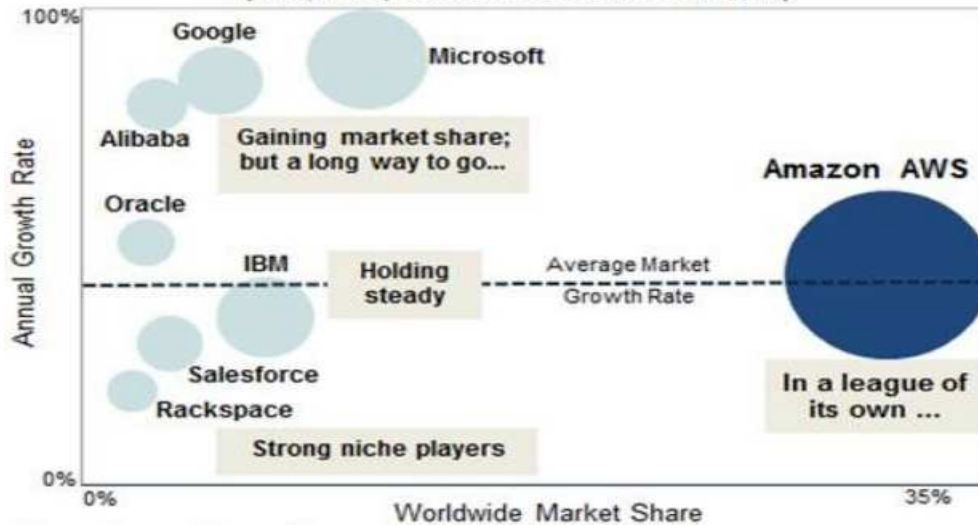 100%
Google
Microsoft
Alibaba
Gaining market share;
but a long way to go...
Amazon AWS
Oracle
IBM
Holding
steady
Average Market
Growth Rate
Annual Growth Rate
Salesforce
Rackspace
In a league of
its own ...
Strong niche players
0%
0%
35%
Worldwide Market Share